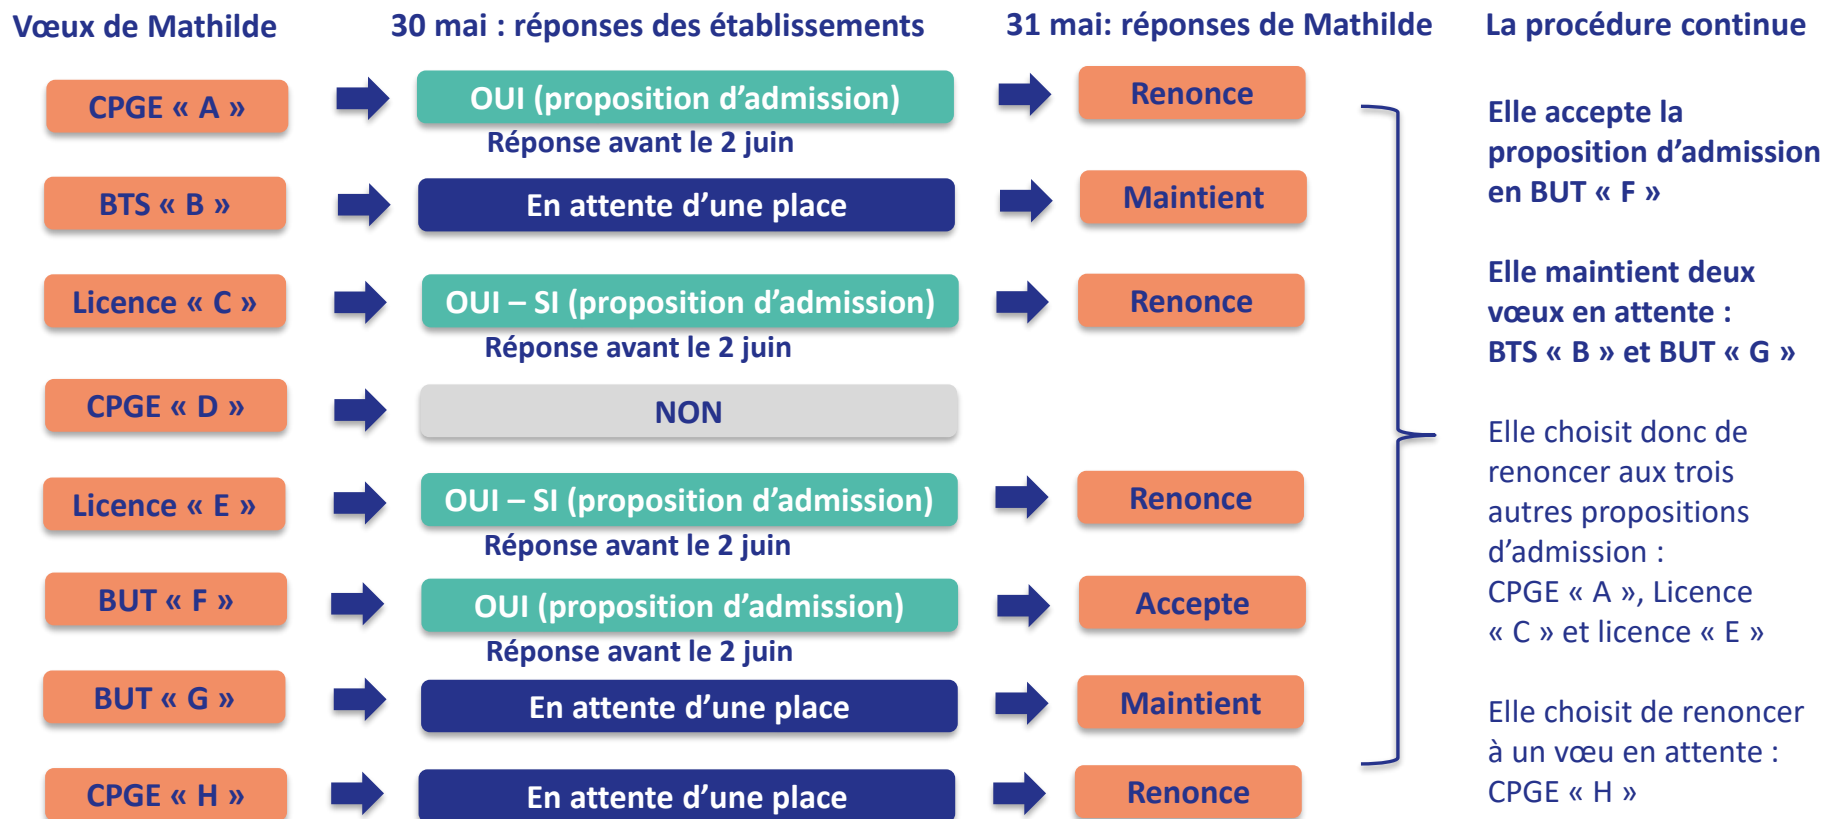 Vœux de Mathilde
30 mai : réponses des établissements
31 mai: réponses de Mathilde
La procédure continue
CPGE « A »
OUI (proposition d’admission)
Réponse avant le 2 juin
Renonce
BTS « B »
En attente d’une place
Maintient
Licence « C »
OUI – SI (proposition d’admission)
Réponse avant le 2 juin
Renonce
CPGE « D »
NON
Licence « E »
OUI – SI (proposition d’admission)
Réponse avant le 2 juin
Renonce
BUT « F »
OUI (proposition d’admission)
Réponse avant le 2 juin
Accepte
BUT « G »
En attente d’une place
Maintient
CPGE « H »
En attente d’une place
Renonce
Elle accepte la
proposition d’admission
en BUT « F »
Elle maintient deux
vœux en attente :
BTS « B » et BUT « G »
Elle choisit donc de
renoncer aux trois
autres propositions
d’admission :
CPGE « A », Licence
« C » et licence « E »
Elle choisit de renoncer
à un vœu en attente :
CPGE « H »